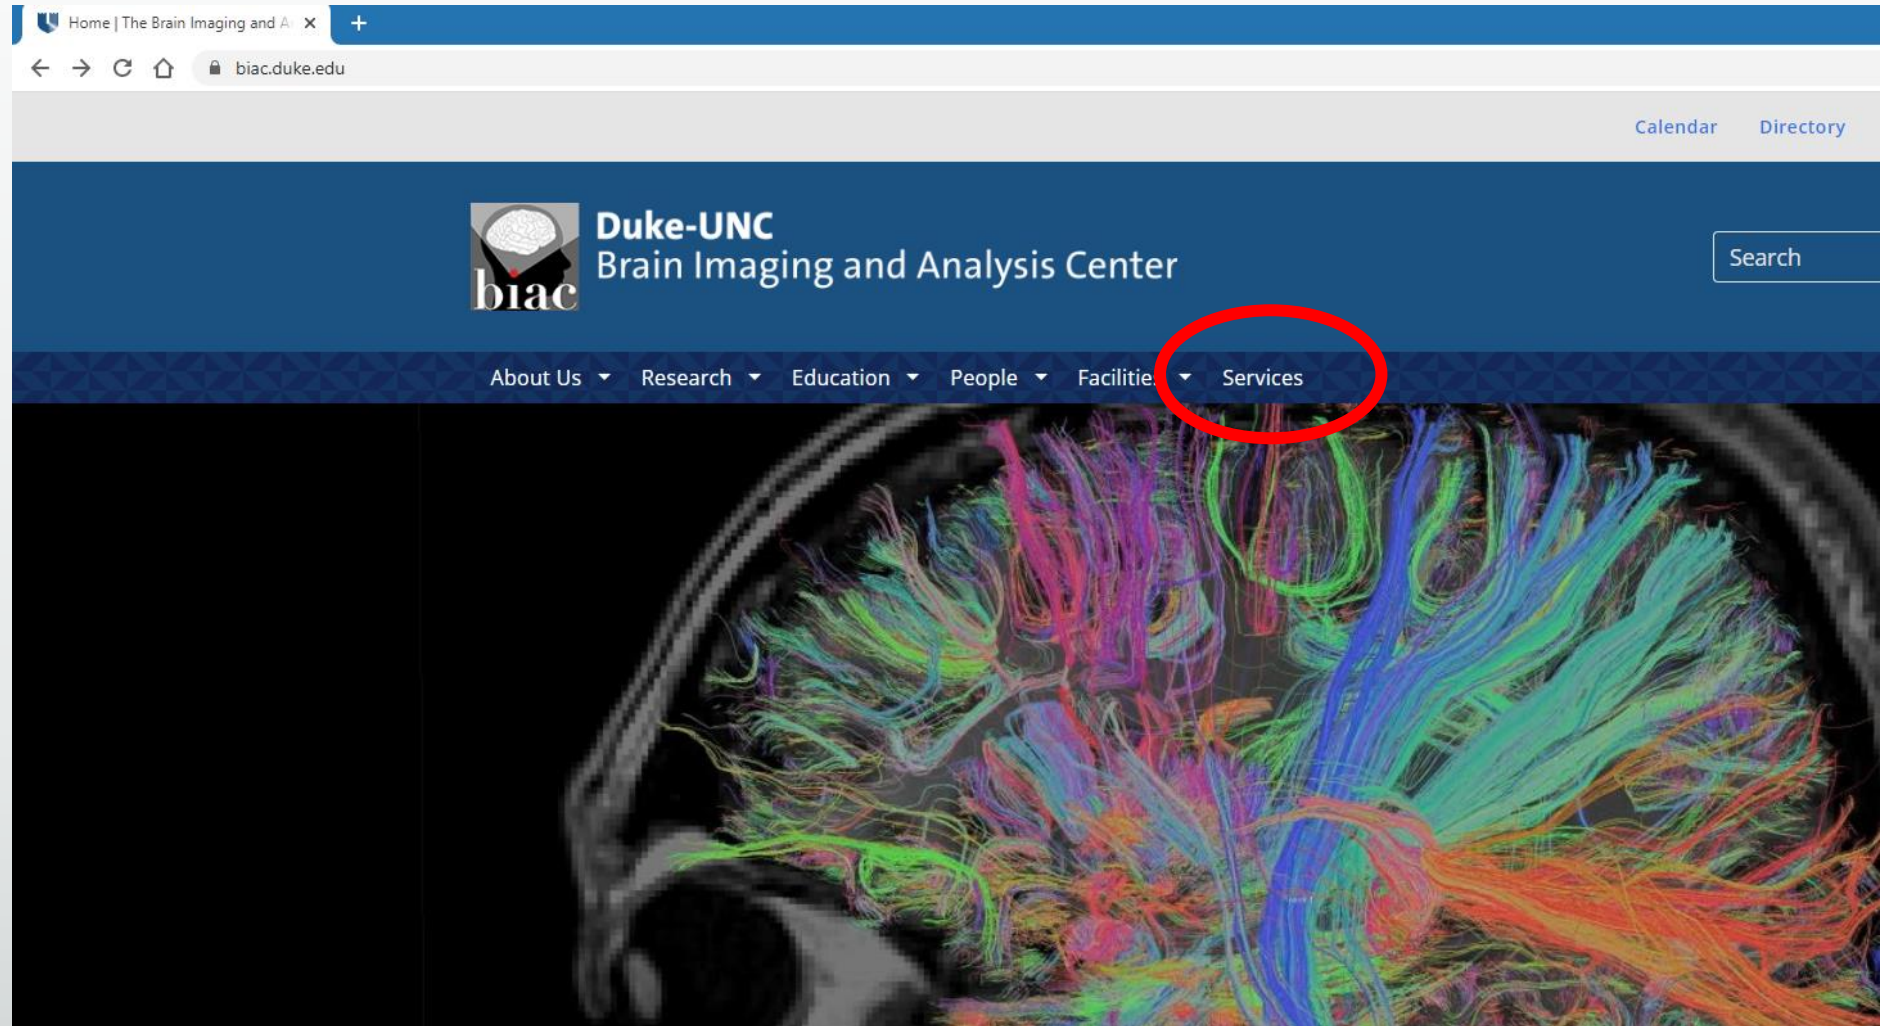 Home | The Brain Imaging and A
biac.duke.edu
Calendar Directory
biac
Duke-UNC
Brain Imaging and Analysis Center
Search
About Us Research Education People Facilities Services